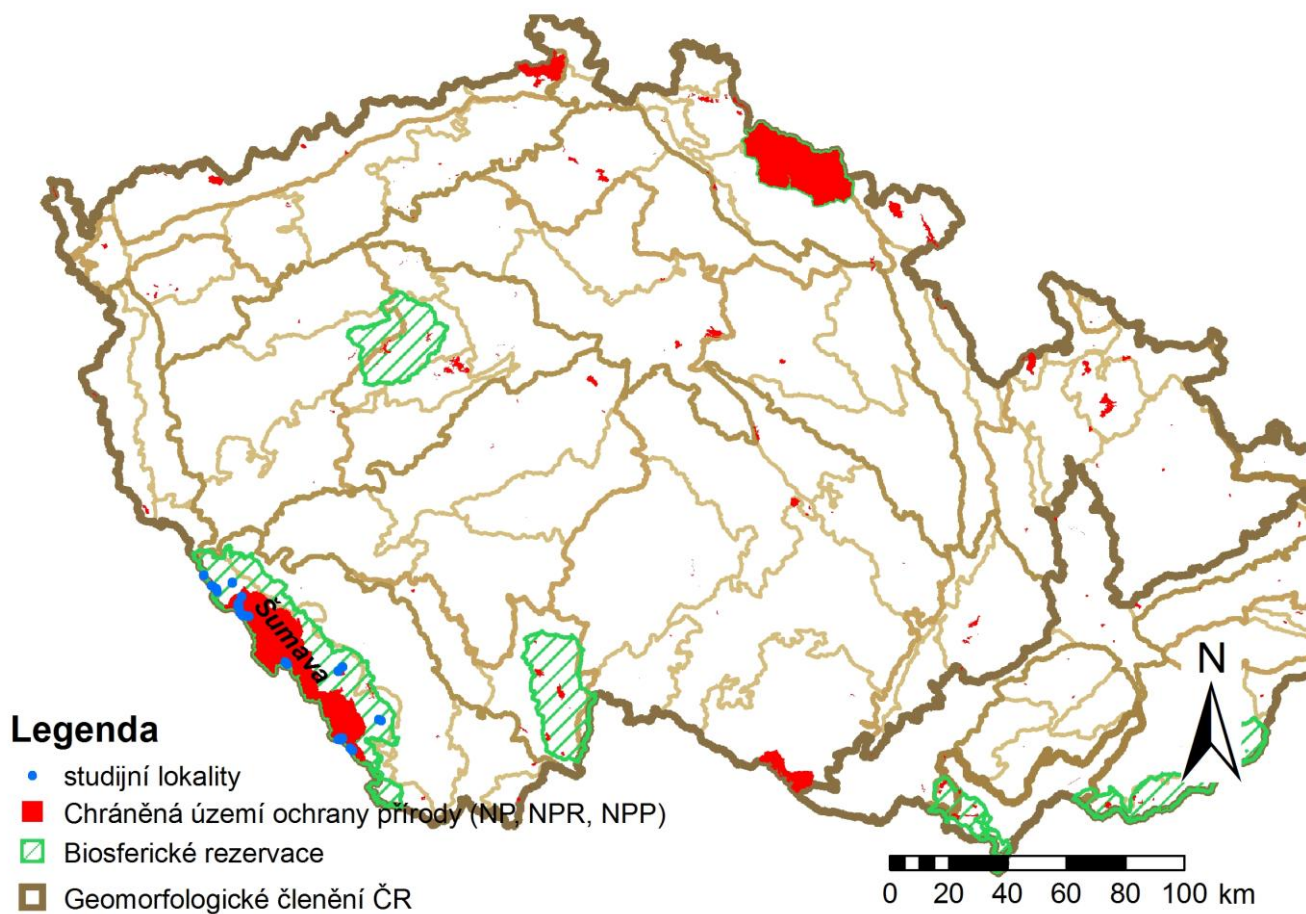 Šumava
N
Legenda
studijní lokality
Chráněná území ochrany přírody (NP, NPR, NPP)
Biosferické rezervace
Geomorfologické členění ČR
0 20 40 60 80 100 km